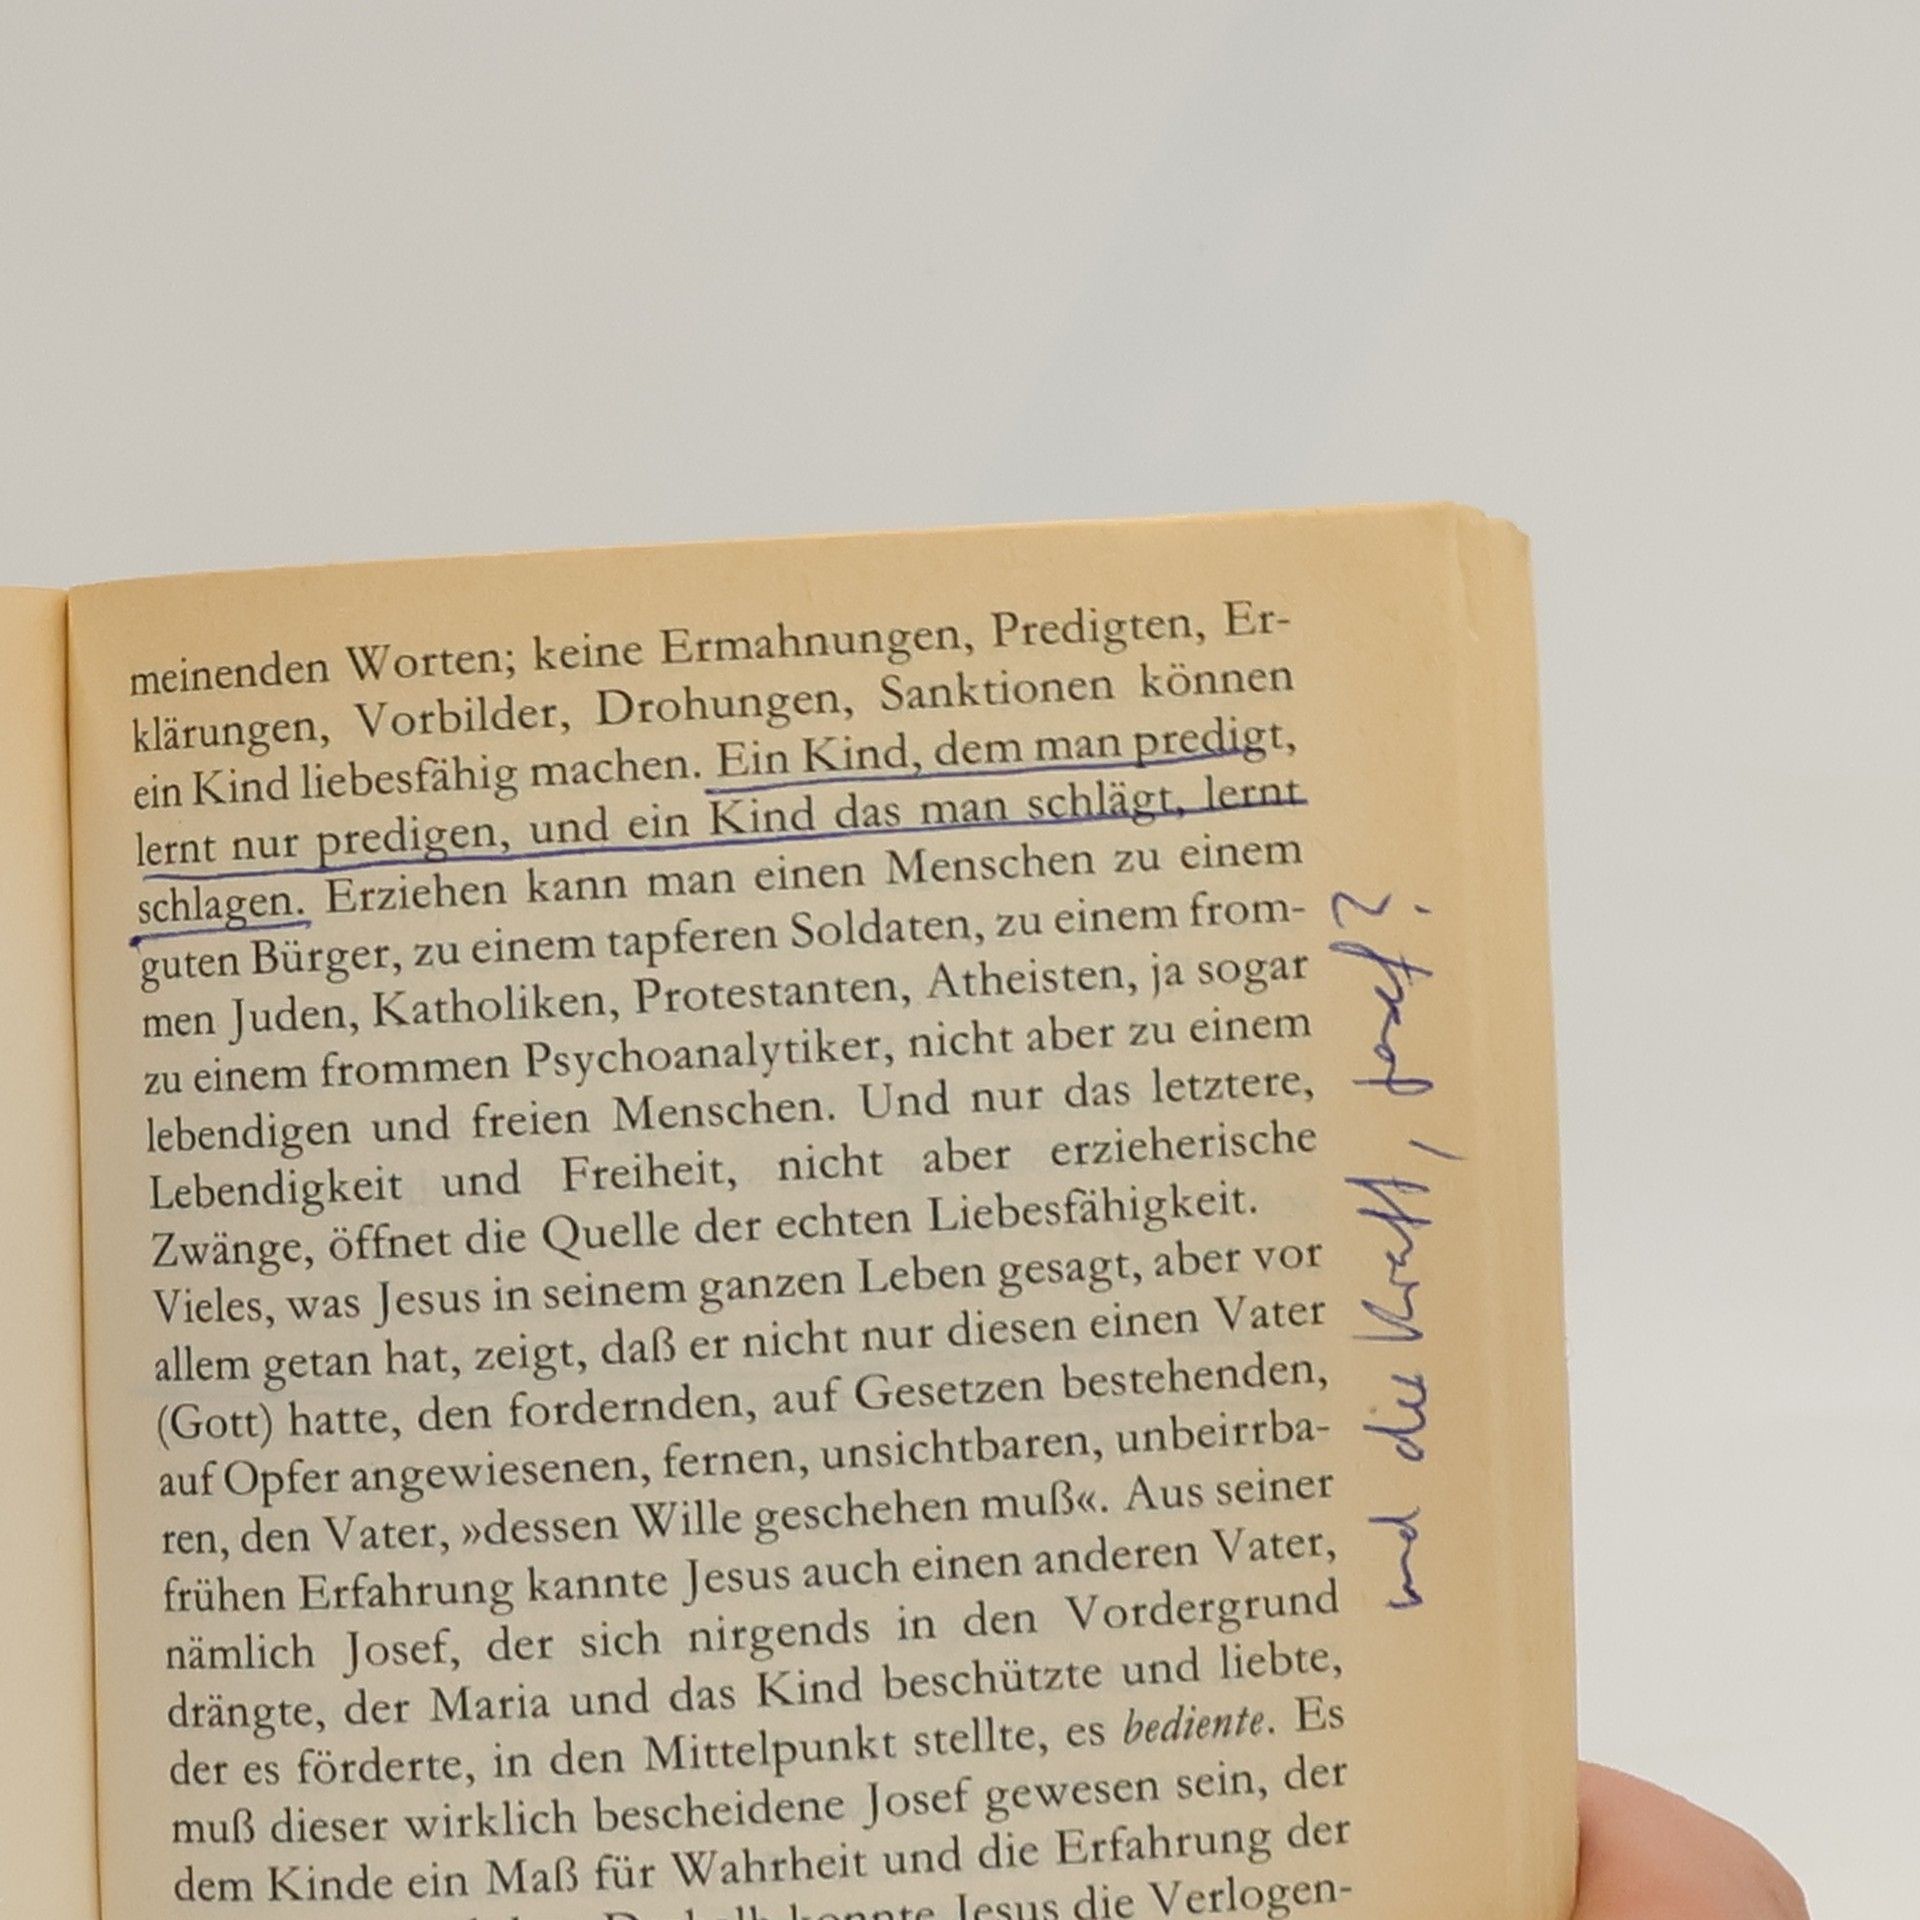 meinenden Worten; keine Ermahnungen, Predigten, Er-
klärungen, Vorbilder, Drohungen, Sanktionen können
ein Kind liebesfähig machen. Ein Kind, dem man predigt,
lernt nur predigen, und ein Kind das man schlägt, lernt
schlagen. Erziehen kann man einen Menschen zu einem
guten Bürger, zu einem tapferen Soldaten, zu einem from-
men Juden, Katholiken, Protestanten, Atheisten, ja sogar
zu einem frommen Psychoanalytiker, nicht aber zu einem
lebendigen und freien Menschen. Und nur das letztere,
Lebendigkeit und Freiheit, nicht aber erzieherische
Zwänge, öffnet die Quelle der echten Liebesfähigkeit.
Vieles, was Jesus in seinem ganzen Leben gesagt, aber vor
allem getan hat, zeigt, daß er nicht nur diesen einen Vater
(Gott) hatte, den fordernden, auf Gesetzen bestehenden,
auf Opfer angewiesenen, fernen, unsichtbaren, unbeirrba-
ren, den Vater, »dessen Wille geschehen muß«. Aus seiner
frühen Erfahrung kannte Jesus auch einen anderen Vater,
nämlich Josef, der sich nirgends in den Vordergrund
drängte, der Maria und das Kind beschützte und liebte,
der es förderte, in den Mittelpunkt stellte, es bediente. Es
muß dieser wirklich bescheidene Josef gewesen sein, der
dem Kinde ein Maß für Wahrheit und die Erfahrung der
konnte Jesus die Verlogen-
und die Kraft, Josef?